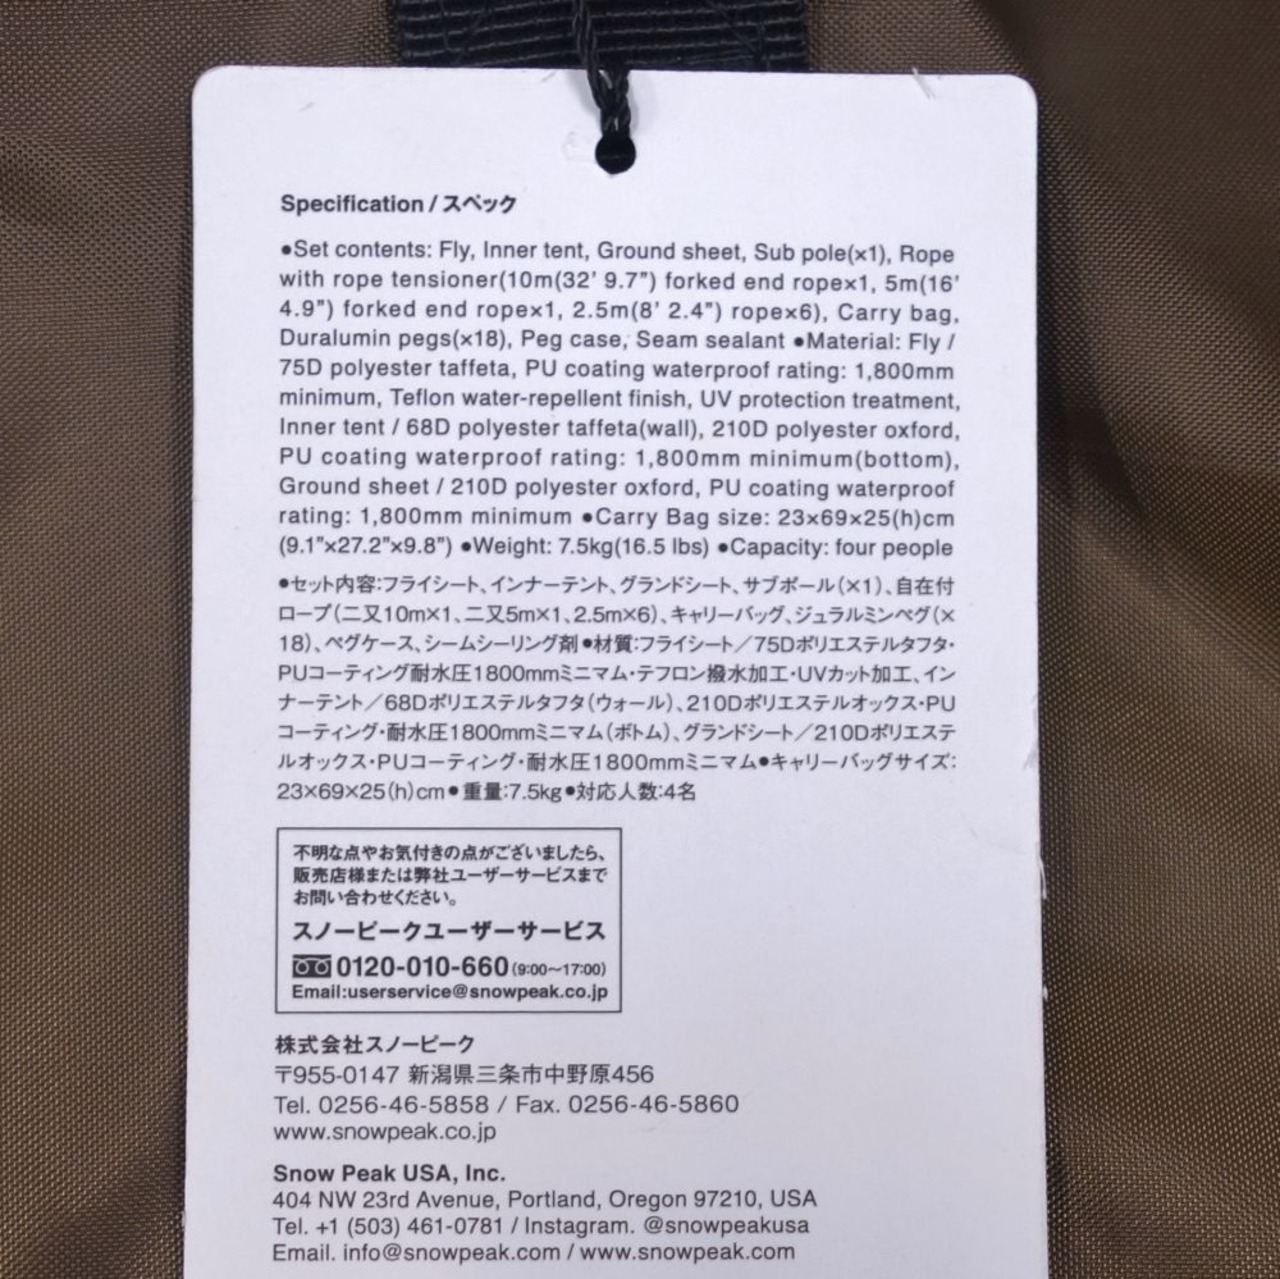 Specification / スペック
●Set contents: Fly, Inner tent, Ground sheet, Sub pole(×1), Rope
with rope tensioner(10m(32’ 9.7”) forked end rope×1, 5m(16’
4.9”) forked end rope×1, 2.5m(8’ 2.4”) rope×6), Carry bag,
Duralumin pegs(×18), Peg case, Seam sealant ●Material: Fly /
75D polyester taffeta, PU coating waterproof rating: 1,800mm
minimum, Teflon water-repellent finish, UV protection treatment,
Inner tent / 68D polyester taffeta(wall), 210D polyester oxford,
PU coating waterproof rating: 1,800mm minimum(bottom),
Ground sheet / 210D polyester oxford, PU coating waterproof
rating: 1,800mm minimum ●Carry Bag size: 23×69×25(h)cm
(9.1”×27.2”×9.8”) ●Weight: 7.5kg(16.5 lbs) ●Capacity: four people
●セット内容:フライシート、インナーテント、グランドシート、サブポール(×1)、自在付
ロープ(二又10m×1、二又5m×1、2.5m×6)、キャリーバッグ、ジュラルミンペグ(×
18)、ペグケース、シームシーリング剤●材質:フライシート／75Dポリエステルタフタ・
PUコーティング耐水圧1800mmミニマム・テフロン撥水加工・UVカット加工、イン
ナーテント／68Dポリエステルタフタ(ウォール)、210Dポリエステルオックス・PU
コーティング・耐水圧1800mmミニマム(ボトム)、グランドシート／210Dポリエステ
ルオックス・PUコーティング・耐水圧1800mmミニマム●キャリーバッグサイズ:
23×69×25(h)cm●重量:7.5kg●対応人数:4名
不明な点やお気付きの点がございましたら、
販売店様または弊社ユーザーサービスまで
お問い合わせください。
スノーピークユーザーサービス
0120-010-660(9:00〜17:00)
Email:userservice@snowpeak.co.jp
株式会社スノーピーク
〒955-0147 新潟県三条市中野原456
Tel. 0256-46-5858 / Fax. 0256-46-5860
www.snowpeak.co.jp
Snow Peak USA, Inc.
404 NW 23rd Avenue, Portland, Oregon 97210, USA
Tel. +1 (503) 461-0781 / Instagram. @snowpeakusa
Email. info@snowpeak.com / www.snowpeak.com